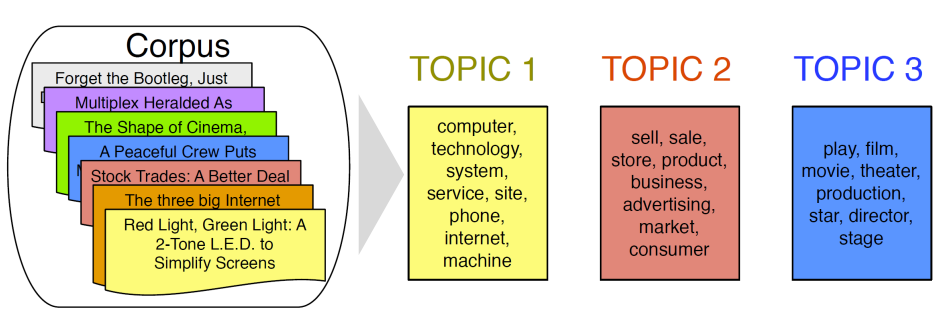 Corpus
Forget the Bootleg, Just
Multiplex Heralded As
The Shape of Cinema,
A Peaceful Crew Puts
Stock Trades: A Better Deal
The three big Internet
Red Light, Green Light: A
2-Tone L.E.D. to
Simplify Screens
TOPIC 1
computer,
technology,
system,
service, site,
phone,
internet,
machine
TOPIC 2
sell, sale,
store, product,
business,
advertising,
market,
consumer
TOPIC 3
play, film,
movie, theater,
production,
star, director,
stage